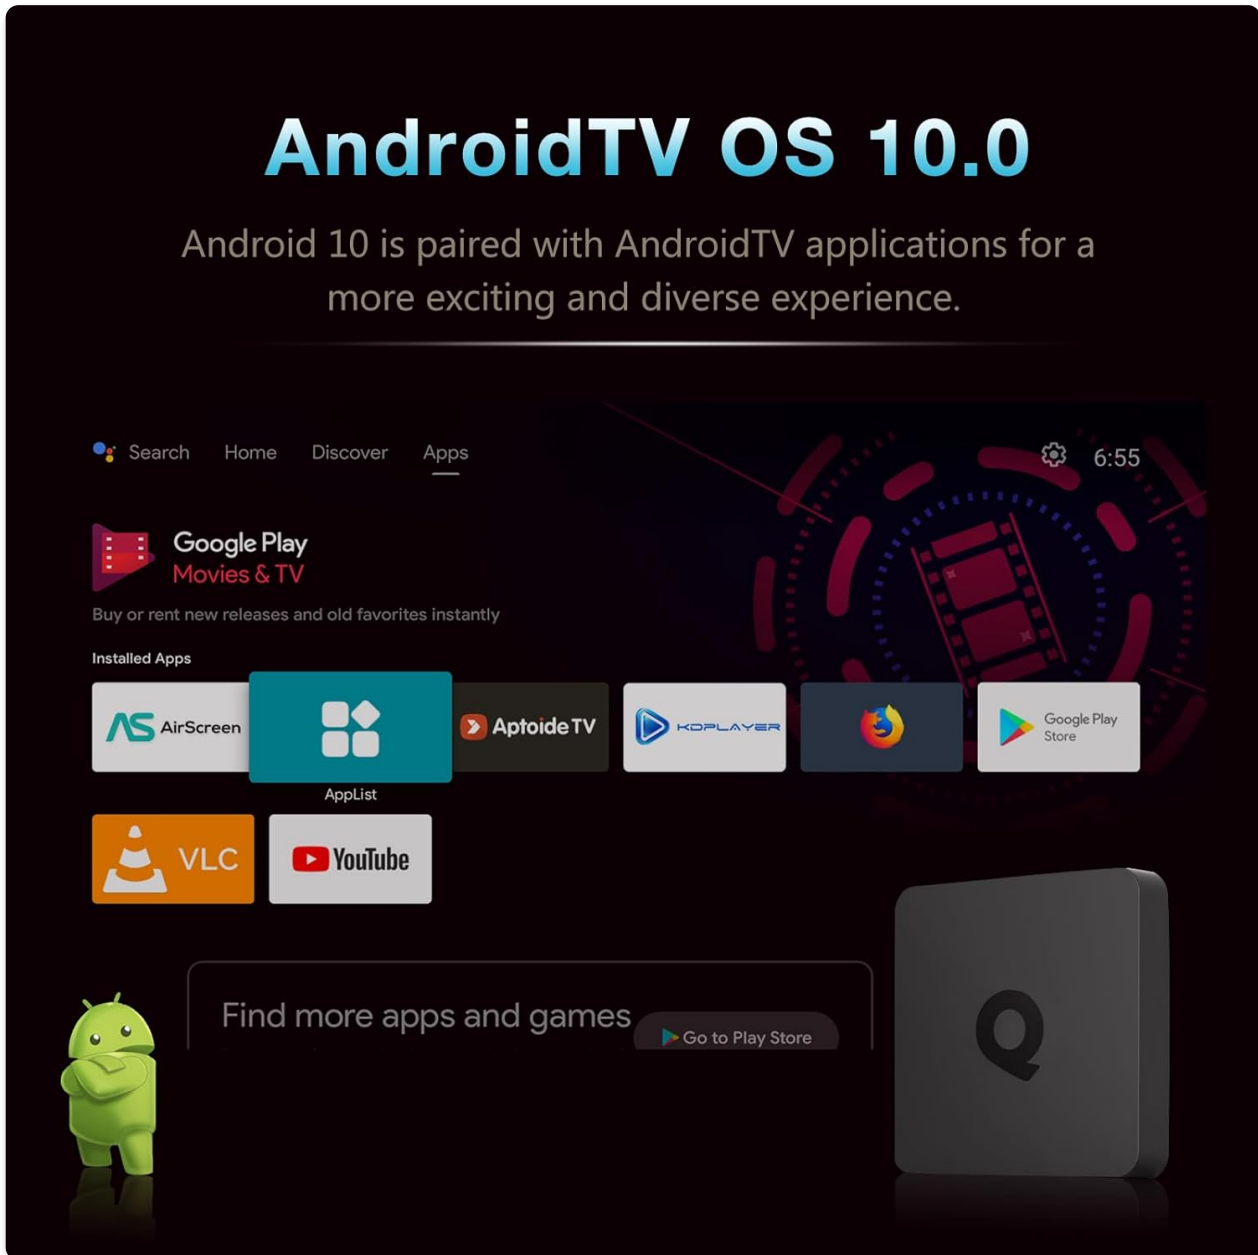 AndroidTV OS 10.0
Android 10 is paired with AndroidTV applications for a
more exciting and diverse experience.
Search Home Discover Apps 6:55
Google Play
Movies & TV
Buy or rent new releases and old favorites instantly
Installed Apps
AS AirScreen
Aptoide TV
KDPLAYER
Google Play
Store
AppList
VLC
YouTube
Find more apps and games
Go to Play Store
Q